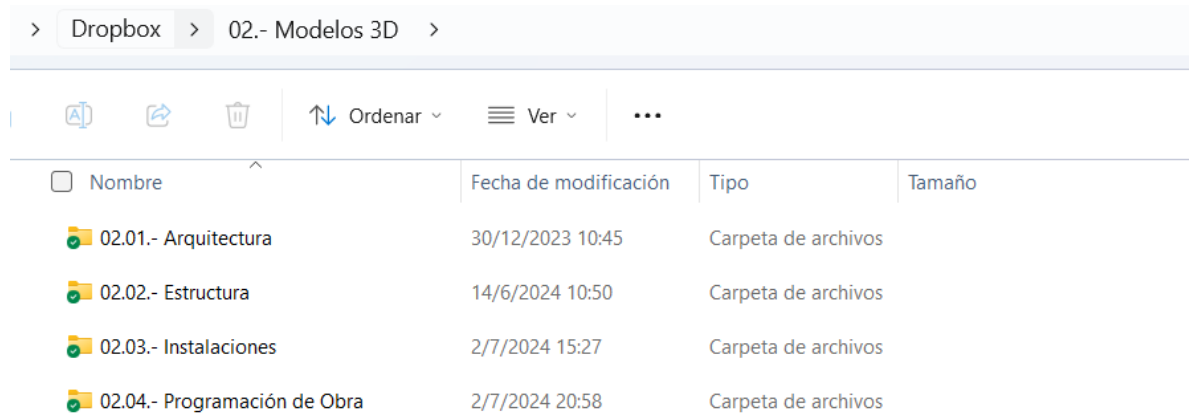 > Dropbox > 02.- Modelos 3D >
A Ordenar Ver ...
Nombre Fecha de modificación Tipo Tamaño
02.01.- Arquitectura 30/12/2023 10:45 Carpeta de archivos
02.02.- Estructura 14/6/2024 10:50 Carpeta de archivos
02.03.- Instalaciones 2/7/2024 15:27 Carpeta de archivos
02.04.- Programación de Obra 2/7/2024 20:58 Carpeta de archivos